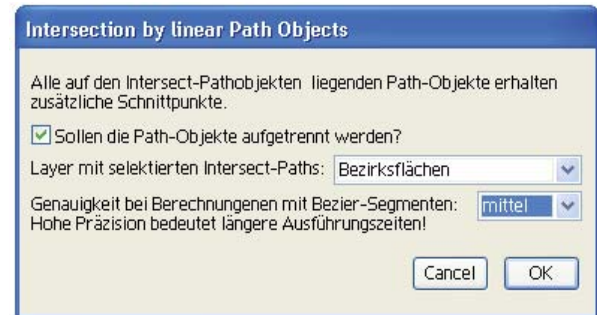 Intersection by linear Path Objects
Alle auf den Intersect-Pathobjekten liegenden Path-Objekte erhalten
zusätzliche Schnittpunkte.
Sollen die Path-Objekte aufgetrennt werden?
Layer mit selektierten Intersect-Paths: Bezirksflächen
Genauigkeit bei Berechnungenen mit Bezier-Segmenten: mittel
Hohe Präzision bedeutet längere Ausführungszeiten!
Cancel OK